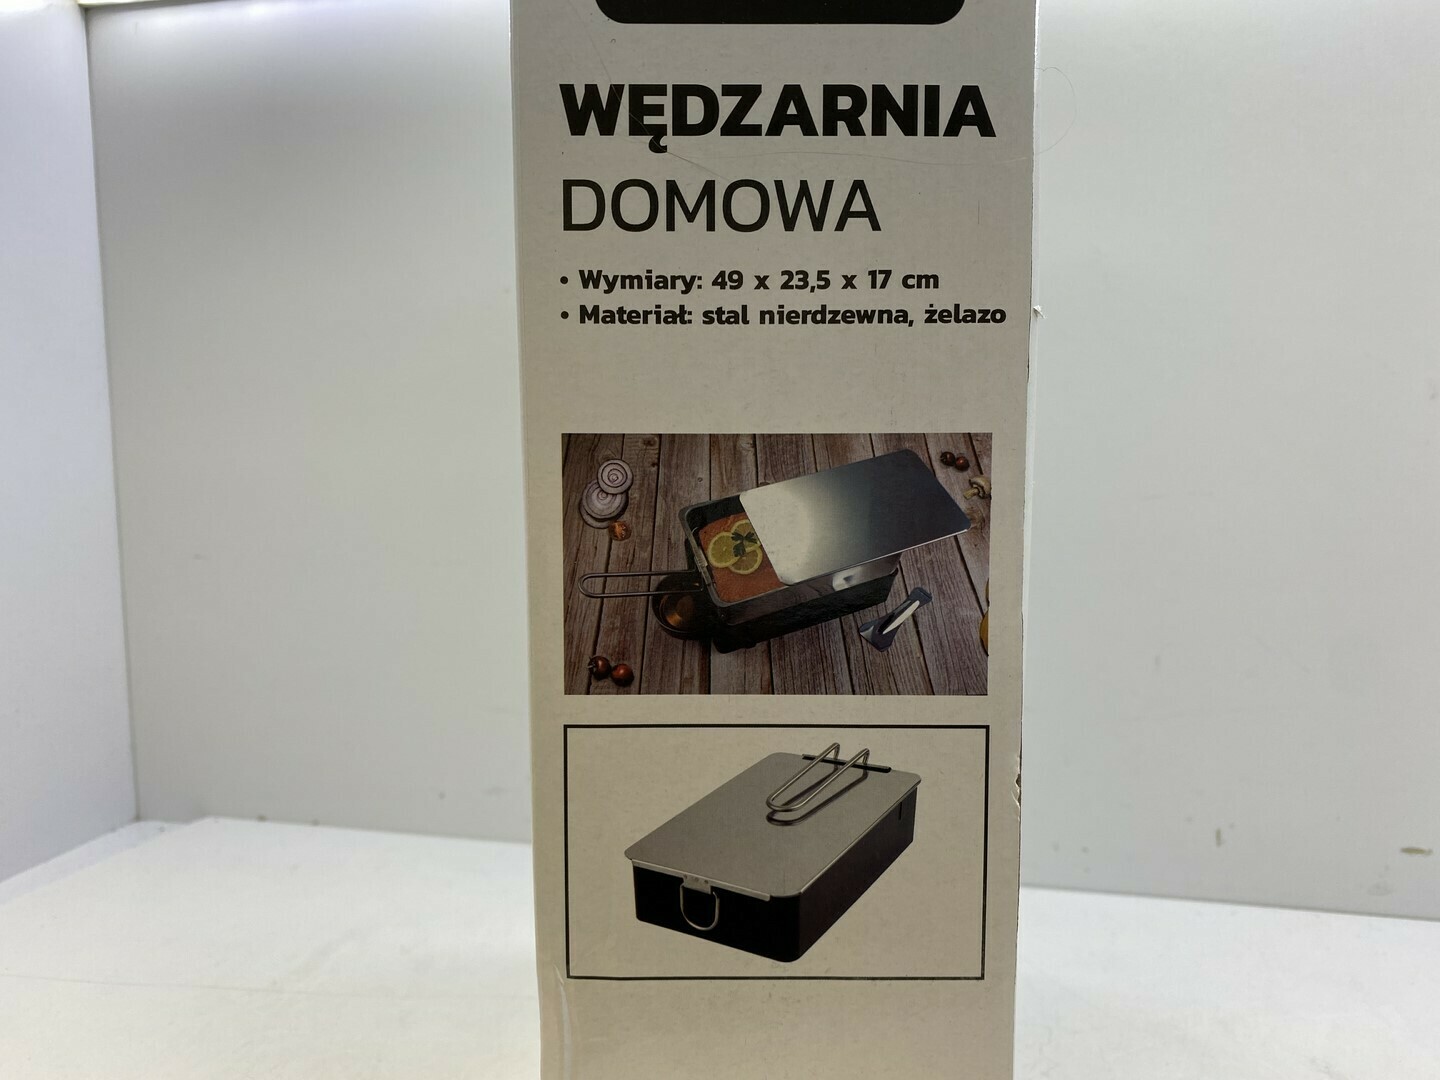 WĘDZARNIA
DOMOWA
• Wymiary: 49 x 23,5 x 17 cm
• Materiał: stal nierdzewna, żelazo